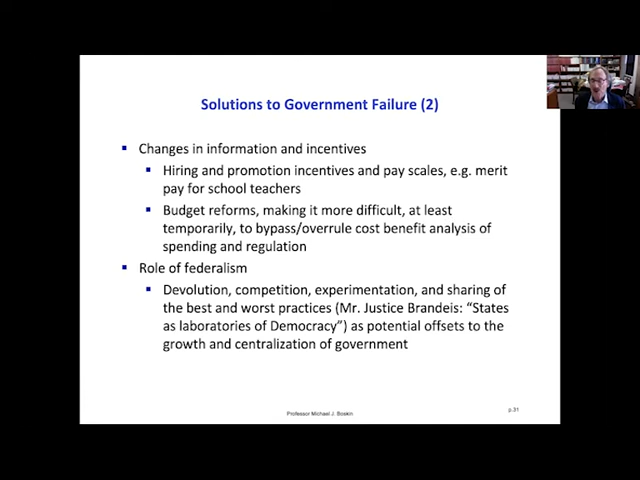 Solutions to Government Failure (2)
Changes in information and incentives
Hiring and promotion incentives and pay scales, e.g. merit
pay for school teachers
Budget reforms, making it more difficult, at least
temporarily, to bypass/overrule cost benefit analysis of
spending and regulation
Role of federalism
Devolution, competition, experimentation, and sharing of
the best and worst practices (Mr. Justice Brandeis: “States
as laboratories of Democracy”) as potential offsets to the
growth and centralization of government
Professor Michael J. Boskin
p.31